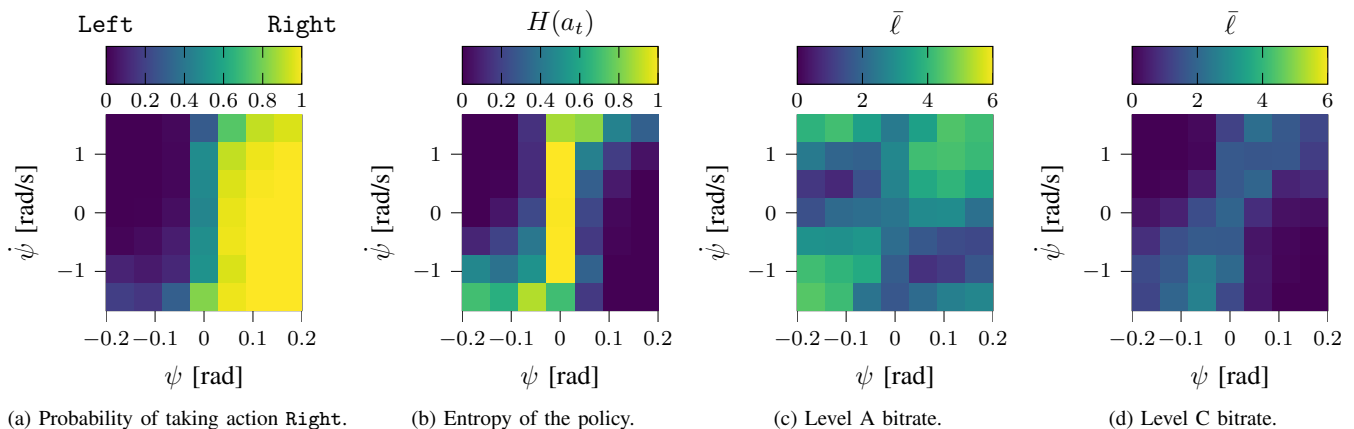 Left Right
0 0.2 0.4 0.6 0.8 1
ψ̇ [rad/s]
1
0
−1
−0.2 −0.1 0 0.1 0.2
ψ [rad]
(a) Probability of taking action Right.
H(a_t)
0 0.2 0.4 0.6 0.8 1
ψ̇ [rad/s]
1
0
−1
−0.2 −0.1 0 0.1 0.2
ψ [rad]
(b) Entropy of the policy.
ℓ̄
0 2 4 6
ψ̇ [rad/s]
1
0
−1
−0.2 −0.1 0 0.1 0.2
ψ [rad]
(c) Level A bitrate.
ℓ̄
0 2 4 6
ψ̇ [rad/s]
1
0
−1
−0.2 −0.1 0 0.1 0.2
ψ [rad]
(d) Level C bitrate.